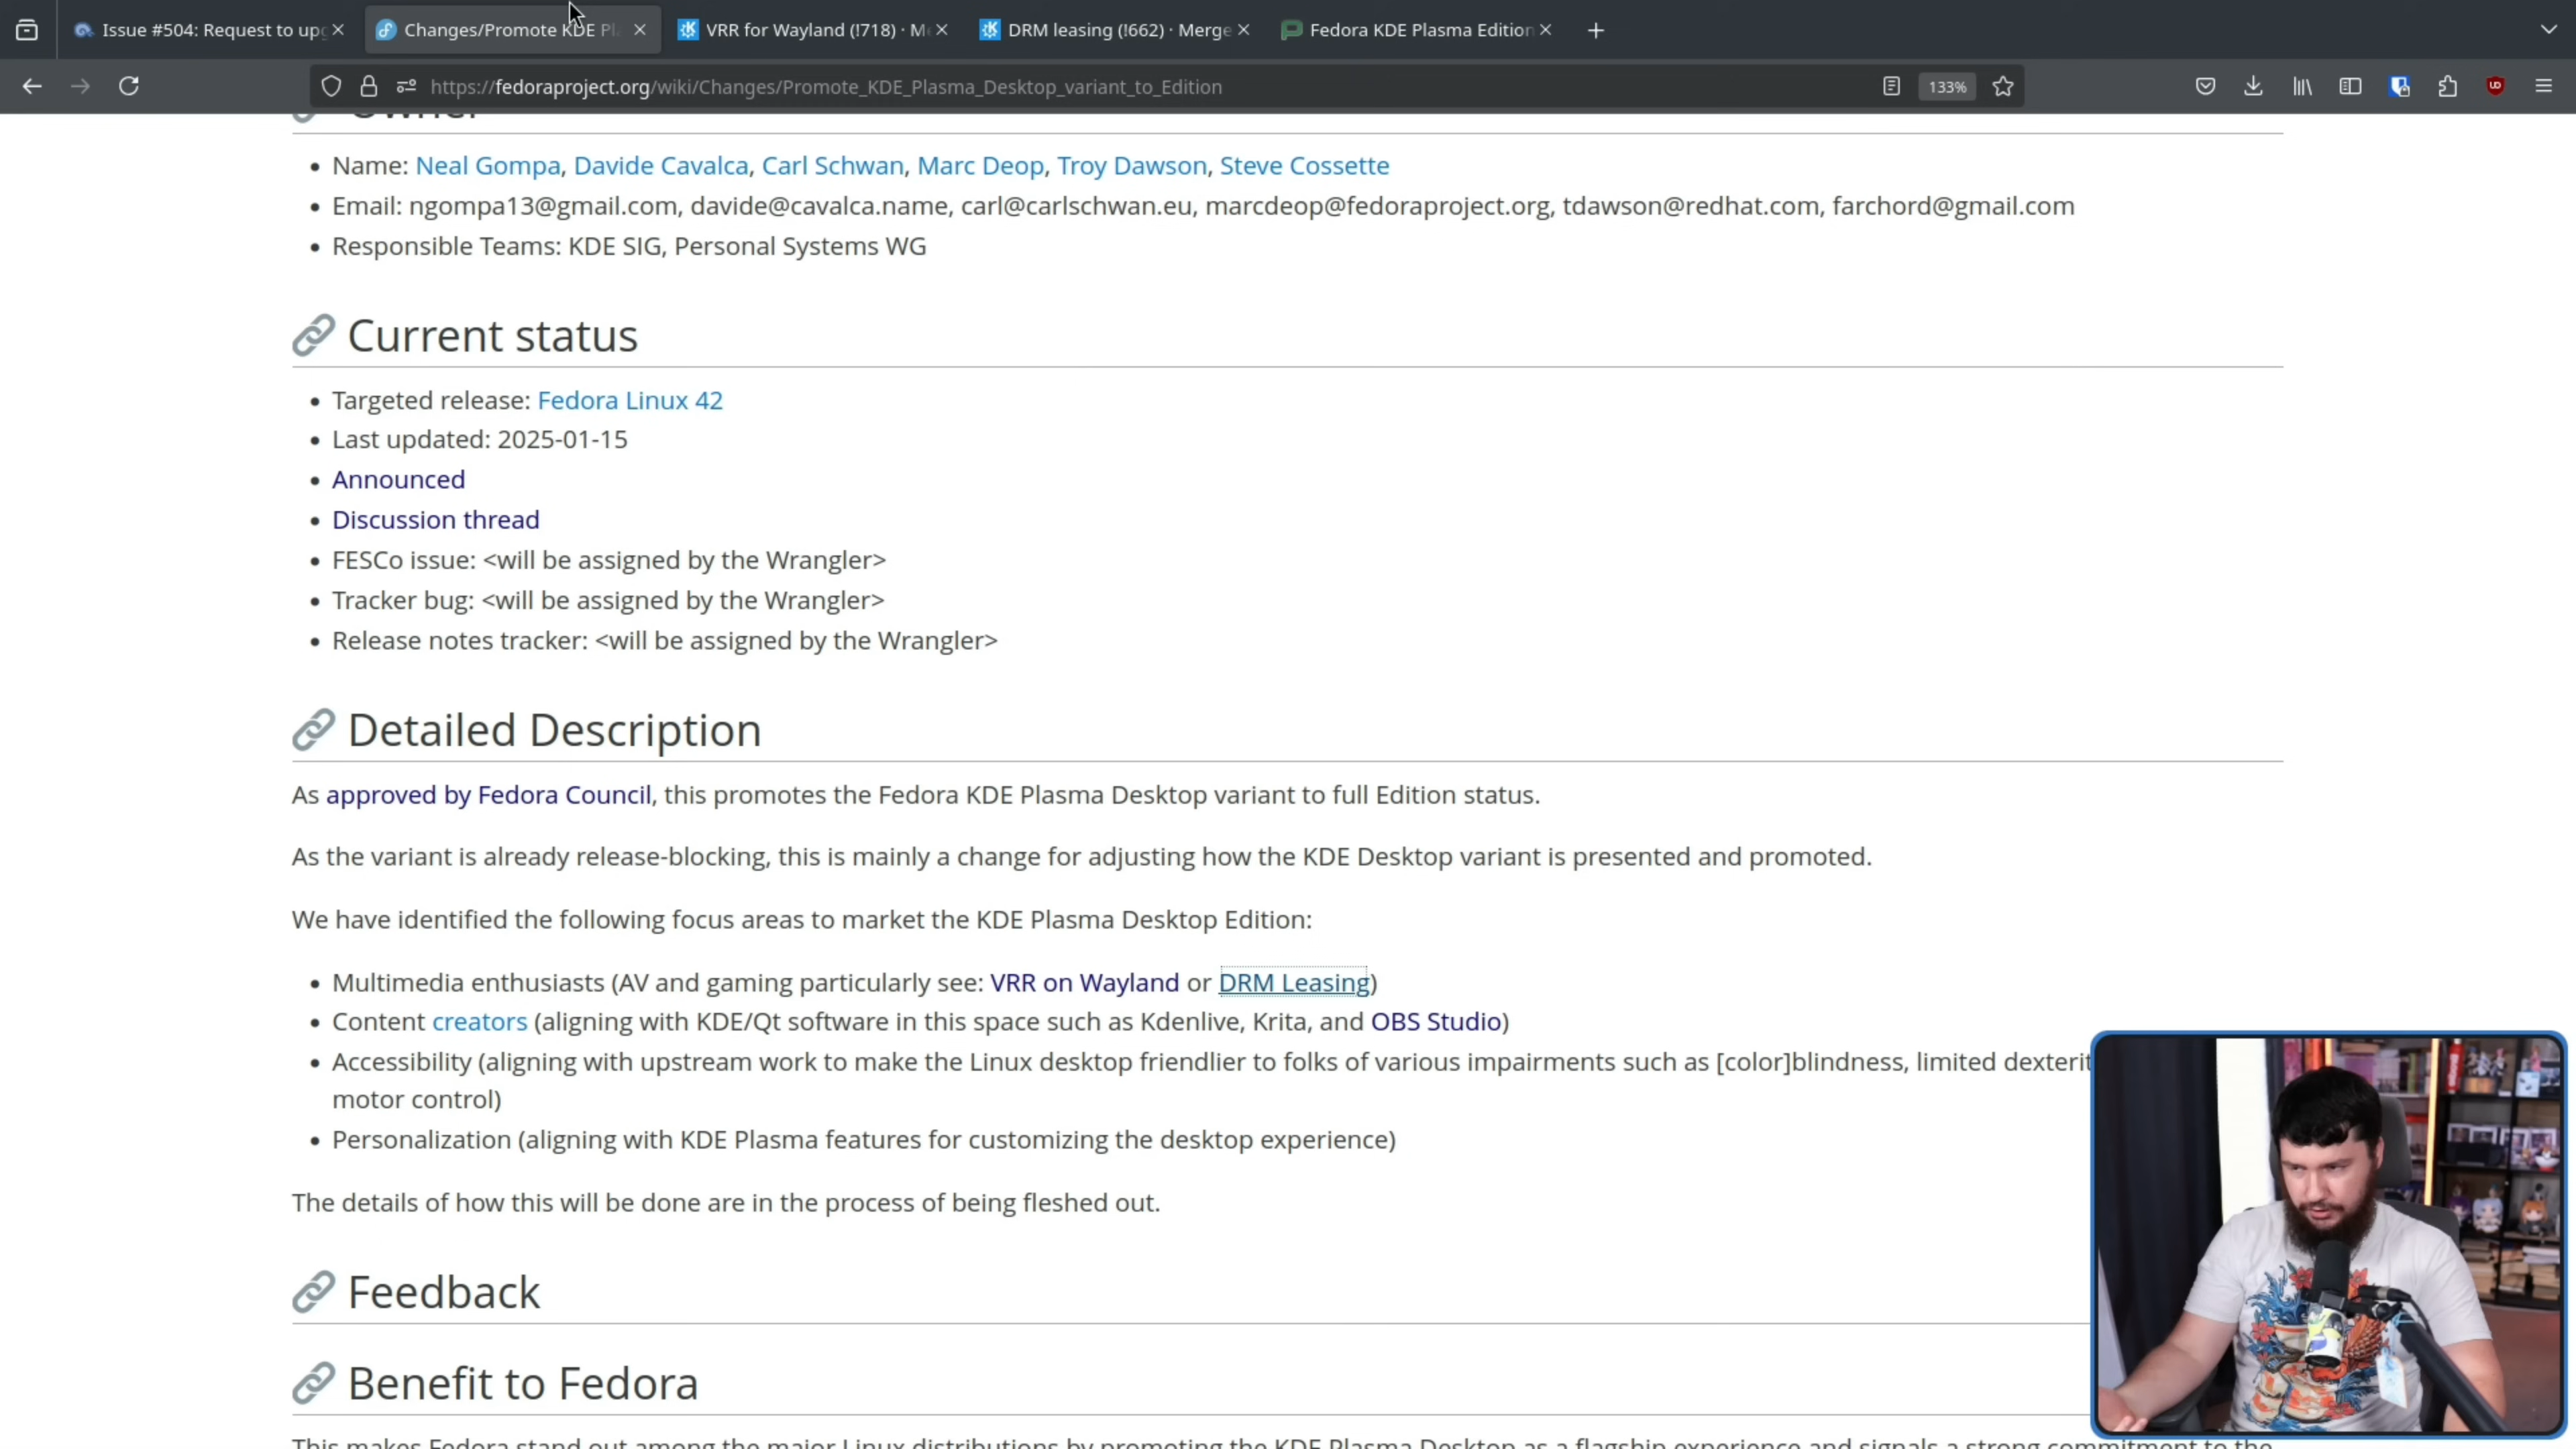 Issue #504: Request to upg
Changes/Promote KDE Pl
VRR for Wayland (!718) · M
DRM leasing (!662) · Merge
Fedora KDE Plasma Edition
https://fedoraproject.org/wiki/Changes/Promote_KDE_Plasma_Desktop_variant_to_Edition
133%
Owner
• Name: Neal Gompa, Davide Cavalca, Carl Schwan, Marc Deop, Troy Dawson, Steve Cossette
• Email: ngompa13@gmail.com, davide@cavalca.name, carl@carlschwan.eu, marcdeop@fedoraproject.org, tdawson@redhat.com, farchord@gmail.com
• Responsible Teams: KDE SIG, Personal Systems WG
Current status
• Targeted release: Fedora Linux 42
• Last updated: 2025-01-15
• Announced
• Discussion thread
• FESCo issue: <will be assigned by the Wrangler>
• Tracker bug: <will be assigned by the Wrangler>
• Release notes tracker: <will be assigned by the Wrangler>
Detailed Description
As approved by Fedora Council, this promotes the Fedora KDE Plasma Desktop variant to full Edition status.
As the variant is already release-blocking, this is mainly a change for adjusting how the KDE Desktop variant is presented and promoted.
We have identified the following focus areas to market the KDE Plasma Desktop Edition:
• Multimedia enthusiasts (AV and gaming particularly see: VRR on Wayland or DRM Leasing)
• Content creators (aligning with KDE/Qt software in this space such as Kdenlive, Krita, and OBS Studio)
• Accessibility (aligning with upstream work to make the Linux desktop friendlier to folks of various impairments such as [color]blindness, limited dexterit
motor control)
• Personalization (aligning with KDE Plasma features for customizing the desktop experience)
The details of how this will be done are in the process of being fleshed out.
Feedback
Benefit to Fedora
This makes Fedora stand out among the major Linux distributions by promoting the KDE Plasma Desktop as a flagship experience and signals a strong commitment to the